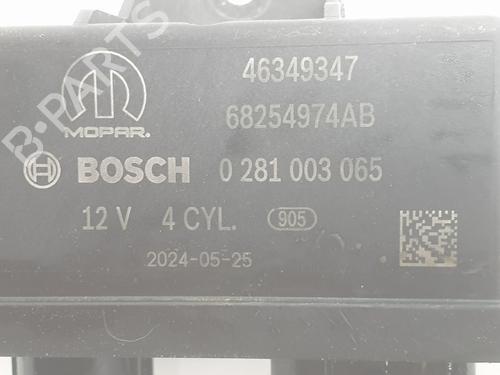 46349347
MOPAR. 68254974AB
BOSCH 0 281 003 065
12 V 4 CYL. 905
2024-05-25
B-PARTS